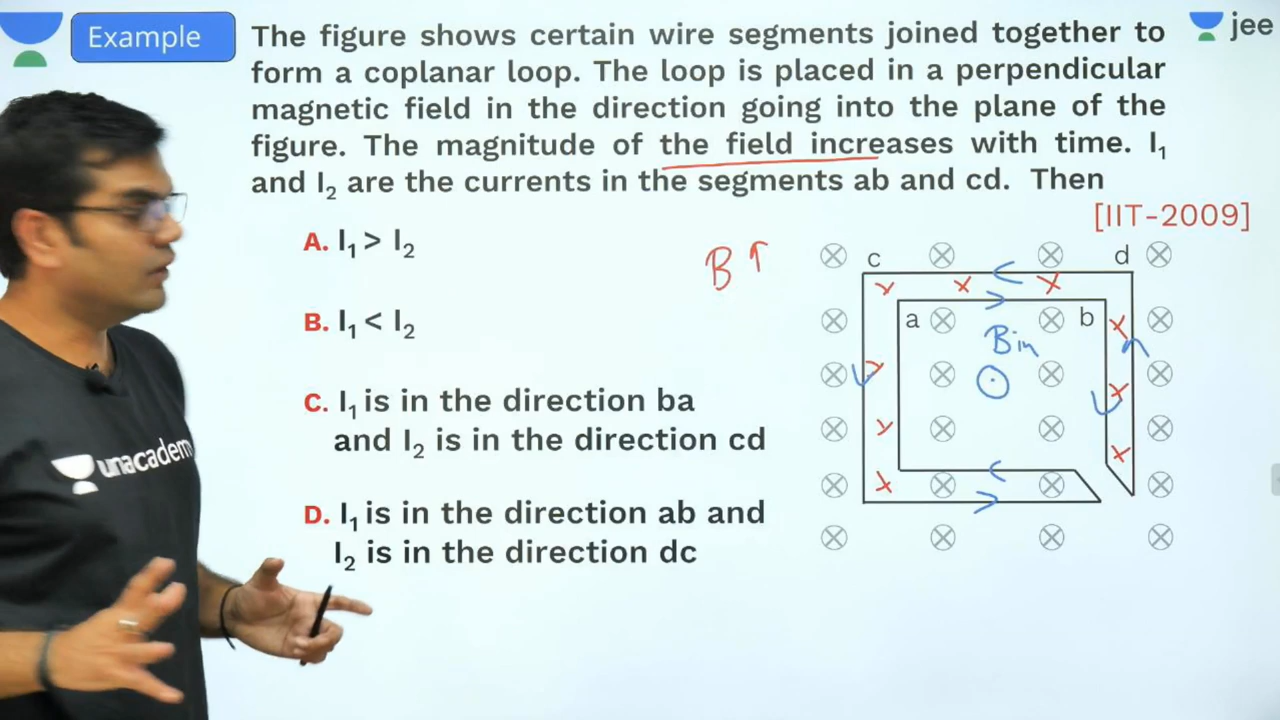 Example
jee
The figure shows certain wire segments joined together to
form a coplanar loop. The loop is placed in a perpendicular
magnetic field in the direction going into the plane of the
figure. The magnitude of the field increases with time. I₁
and I₂ are the currents in the segments ab and cd. Then
[IIT-2009]
A. I₁ > I₂
B. I₁ < I₂
C. I₁ is in the direction ba
and I₂ is in the direction cd
D. I₁ is in the direction ab and
I₂ is in the direction dc
B↑
c d
a b
Bin
unacadem